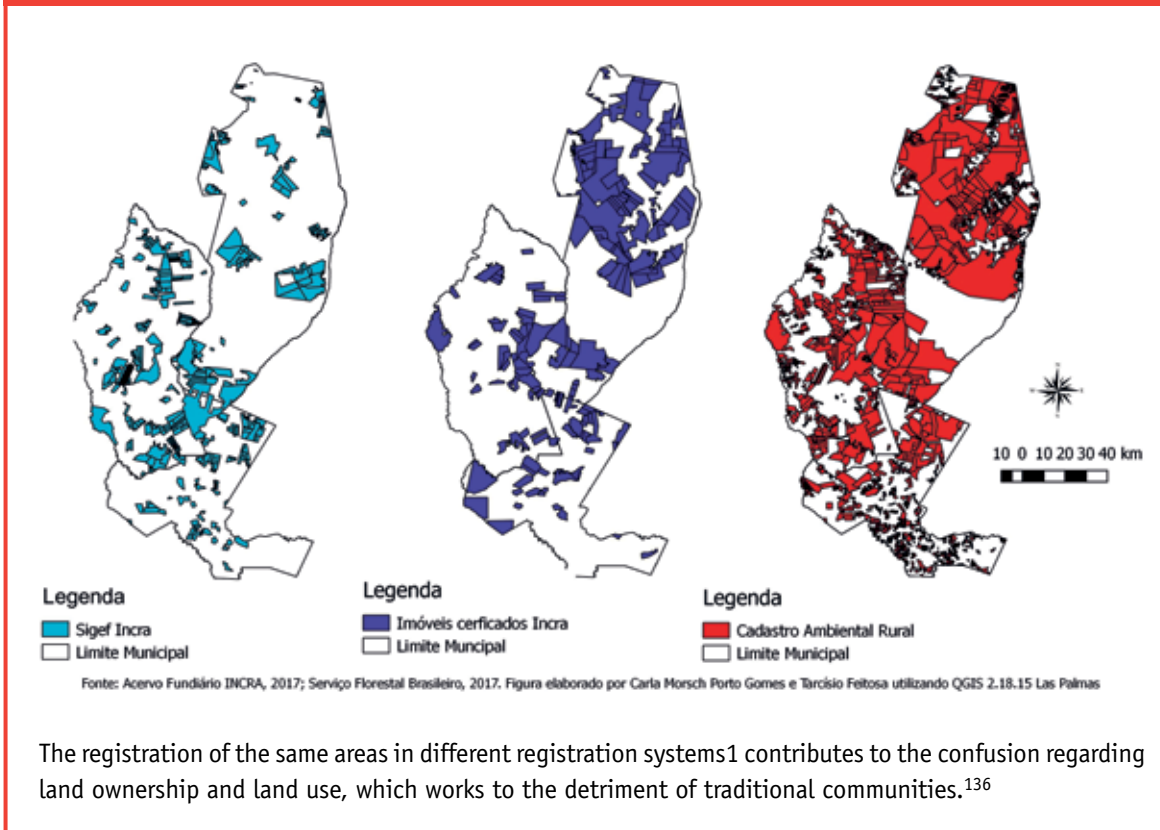 10 0 10 20 30 40 km
Legenda
Sigef Incra
Limite Municipal
Legenda
Imóveis cerficados Incra
Limite Muncipal
Legenda
Cadastro Ambiental Rural
Limite Municipal
Fonte: Acervo Fundiário INCRA, 2017; Serviço Florestal Brasileiro, 2017. Figura elaborado por Carla Morsch Porto Gomes e Tarcísio Feitosa utilizando QGIS 2.18.15 Las Palmas
The registration of the same areas in different registration systems1 contributes to the confusion regarding
land ownership and land use, which works to the detriment of traditional communities.136